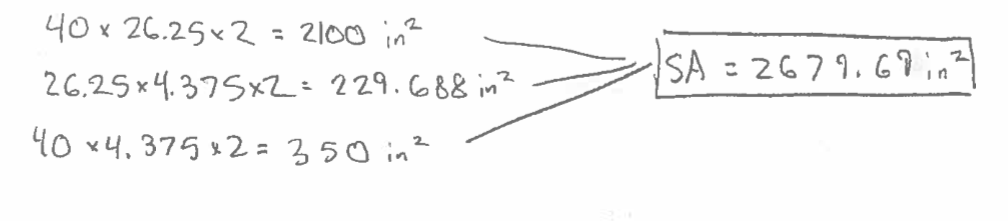 40 x 26.25 x 2 = 2100 in²
26.25 x 4.375 x 2 = 229.688 in²
40 x 4.375 x 2 = 350 in²
SA = 2679.69 in²